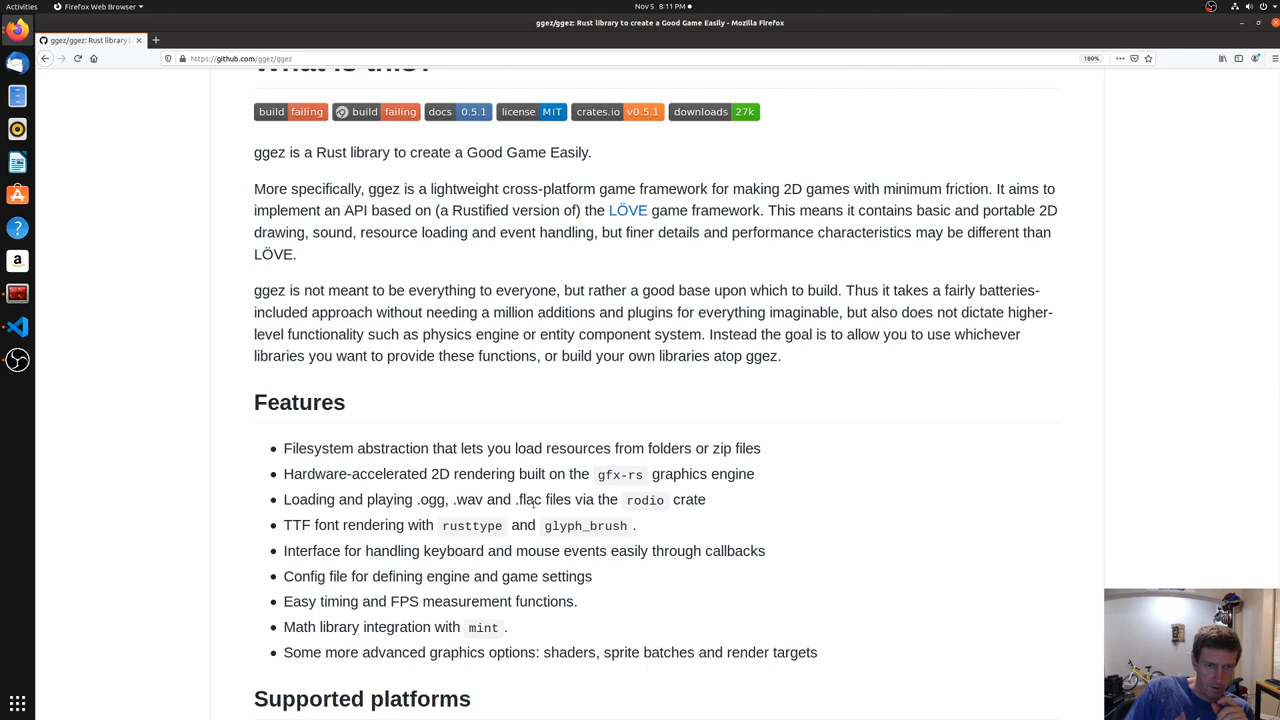 Activities
Firefox Web Browser
Nov 5 8:11 PM
ggez/ggez: Rust library to create a Good Game Easily - Mozilla Firefox
ggez/ggez: Rust library
https://github.com/ggez/ggez
180%
What is this?
build failing build failing docs 0.5.1 license MIT crates.io v0.5.1 downloads 27k
ggez is a Rust library to create a Good Game Easily.
More specifically, ggez is a lightweight cross-platform game framework for making 2D games with minimum friction. It aims to
implement an API based on (a Rustified version of) the LÖVE game framework. This means it contains basic and portable 2D
drawing, sound, resource loading and event handling, but finer details and performance characteristics may be different than
LÖVE.
ggez is not meant to be everything to everyone, but rather a good base upon which to build. Thus it takes a fairly batteries-
included approach without needing a million additions and plugins for everything imaginable, but also does not dictate higher-
level functionality such as physics engine or entity component system. Instead the goal is to allow you to use whichever
libraries you want to provide these functions, or build your own libraries atop ggez.
Features
Filesystem abstraction that lets you load resources from folders or zip files
Hardware-accelerated 2D rendering built on the gfx-rs graphics engine
Loading and playing .ogg, .wav and .flac files via the rodio crate
TTF font rendering with rusttype and glyph_brush .
Interface for handling keyboard and mouse events easily through callbacks
Config file for defining engine and game settings
Easy timing and FPS measurement functions.
Math library integration with mint .
Some more advanced graphics options: shaders, sprite batches and render targets
Supported platforms